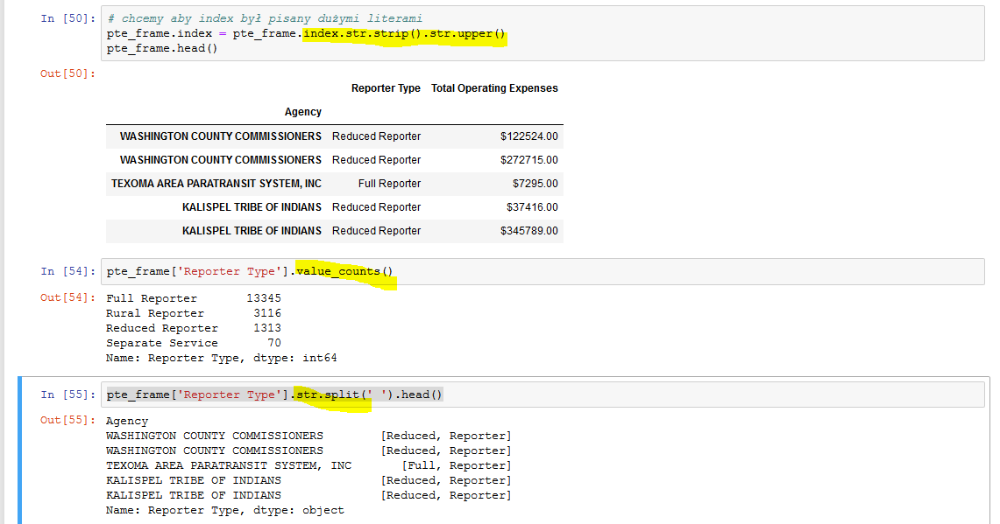 In [50]: # chcemy aby index był pisany dużymi literami
pte_frame.index = pte_frame.index.str.strip().str.upper()
pte_frame.head()
Out[50]:
Reporter Type Total Operating Expenses
Agency
WASHINGTON COUNTY COMMISSIONERS Reduced Reporter $122524.00
WASHINGTON COUNTY COMMISSIONERS Reduced Reporter $272715.00
TEXOMA AREA PARATRANSIT SYSTEM, INC Full Reporter $7295.00
KALISPEL TRIBE OF INDIANS Reduced Reporter $37416.00
KALISPEL TRIBE OF INDIANS Reduced Reporter $345789.00
In [54]: pte_frame['Reporter Type'].value_counts()
Out[54]: Full Reporter 13345
Rural Reporter 3116
Reduced Reporter 1313
Separate Service 70
Name: Reporter Type, dtype: int64
In [55]: pte_frame['Reporter Type'].str.split(' ').head()
Out[55]: Agency
WASHINGTON COUNTY COMMISSIONERS [Reduced, Reporter]
WASHINGTON COUNTY COMMISSIONERS [Reduced, Reporter]
TEXOMA AREA PARATRANSIT SYSTEM, INC [Full, Reporter]
KALISPEL TRIBE OF INDIANS [Reduced, Reporter]
KALISPEL TRIBE OF INDIANS [Reduced, Reporter]
Name: Reporter Type, dtype: object